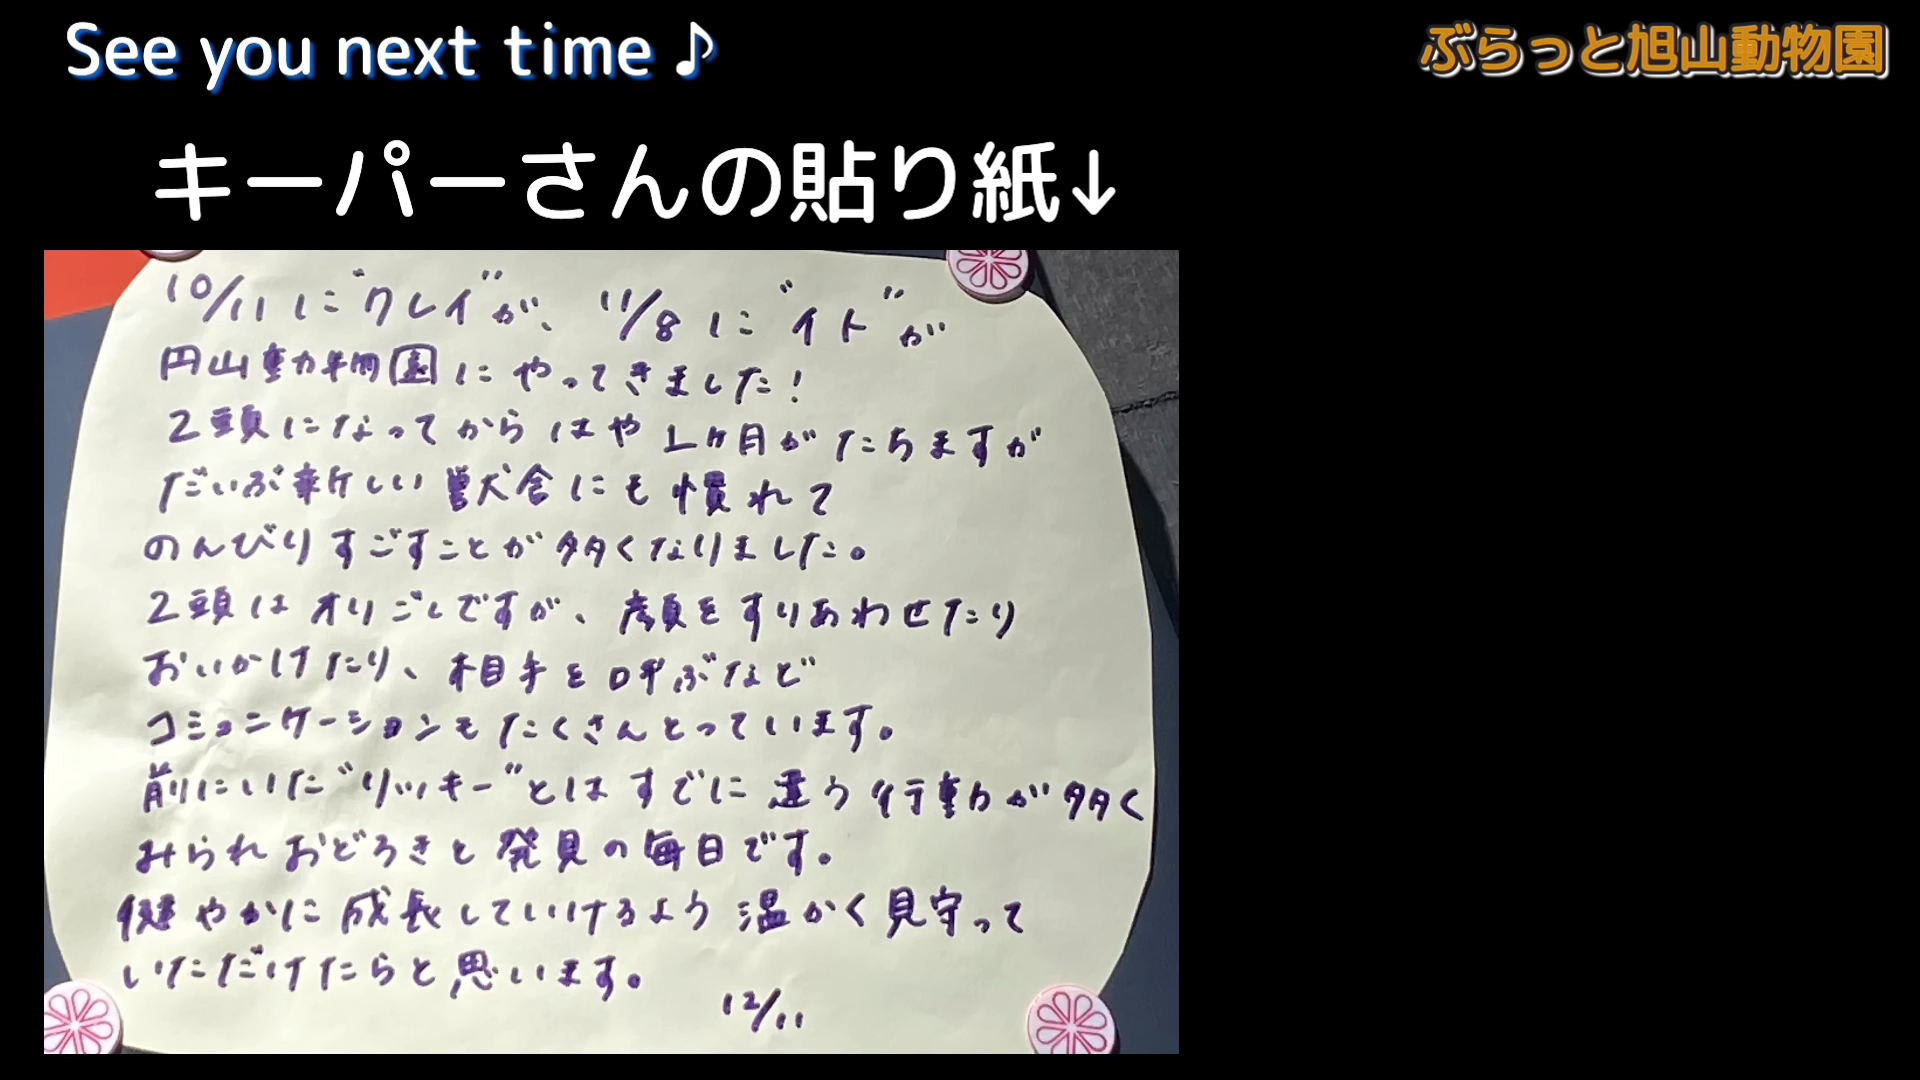 See you next time ♪
ぶらっと旭山動物園
キーパーさんの貼り紙↓
10/11に"クレイ"が、11/8に"イド"が
円山動物園にやってきました!
2頭になってからはや1ヶ月がたちますが
だいぶ新しい獣舎にも慣れて
のんびりすごすことが多くなりました。
2頭はオリごしですが、顔をすりあわせたり
おいかけたり、相手を呼ぶなど
コミュニケーションもたくさんとっています。
前にいた"リッキー"とはすでに違う行動が多く
みられおどろきと発見の毎日です。
健やかに成長していけるよう温かく見守って
いただけたらと思います。
12/11